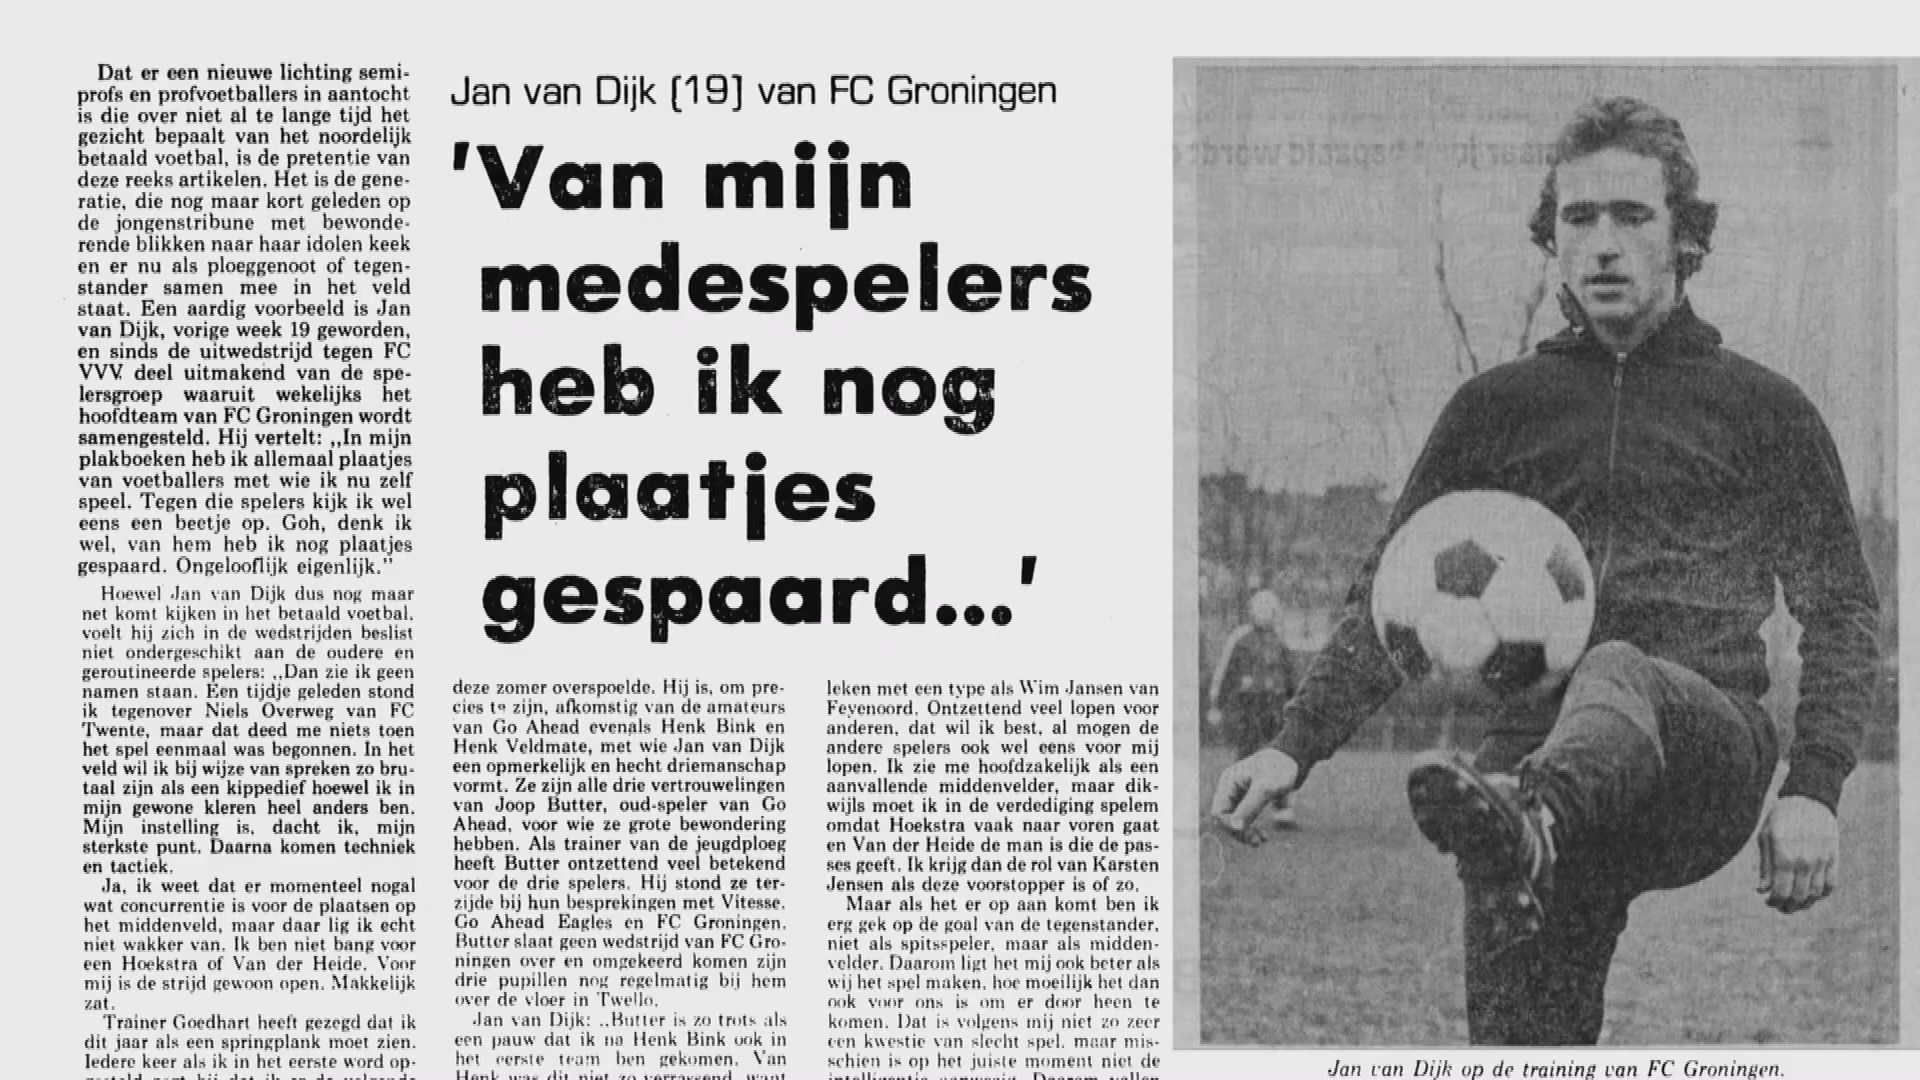 Dat er een nieuwe lichting semi-
profs en profvoetballers in aantocht
is die over niet al te lange tijd het
gezicht bepaalt van het noordelijk
betaald voetbal, is de pretentie van
deze reeks artikelen. Het is de gene-
ratie, die nog maar kort geleden op
de jongenstribune met bewonde-
rende blikken naar haar idolen keek
en er nu als ploeggenoot of tegen-
stander samen mee in het veld
staat. Een aardig voorbeeld is Jan
van Dijk, vorige week 19 geworden,
en sinds de uitwedstrijd tegen FC
VVV deel uitmakend van de spe-
lersgroep waaruit wekelijks het
hoofdteam van FC Groningen wordt
samengesteld. Hij vertelt: ,,In mijn
plakboeken heb ik allemaal plaatjes
van voetballers met wie ik nu zelf
speel. Tegen die spelers kijk ik wel
eens een beetje op. Goh, denk ik
wel, van hem heb ik nog plaatjes
gespaard. Ongelooflijk eigenlijk."
Hoewel Jan van Dijk dus nog maar
net komt kijken in het betaald voetbal,
voelt hij zich in de wedstrijden beslist
niet ondergeschikt aan de oudere en
geroutineerde spelers: ,,Dan zie ik geen
namen staan. Een tijdje geleden stond
ik tegenover Niels Overweg van FC
Twente, maar dat deed me niets toen
het spel eenmaal was begonnen. In het
veld wil ik bij wijze van spreken zo bru-
taal zijn als een kippedief hoewel ik in
mijn gewone kleren heel anders ben.
Mijn instelling is, dacht ik, mijn
sterkste punt. Daarna komen techniek
en tactiek.
Ja, ik weet dat er momenteel nogal
wat concurrentie is voor de plaatsen op
het middenveld, maar daar lig ik echt
niet wakker van. Ik ben niet bang voor
een Hoekstra of Van der Heide. Voor
mij is de strijd gewoon open. Makkelijk
zat.
Trainer Goedhart heeft gezegd dat ik
dit jaar als een springplank moet zien.
Iedere keer als ik in het eerste word op-
Jan van Dijk [19] van FC Groningen
'Van mijn
medespelers
heb ik nog
plaatjes
gespaard...'
deze zomer overspoelde. Hij is, om pre-
cies te zijn, afkomstig van de amateurs
van Go Ahead evenals Henk Bink en
Henk Veldmate, met wie Jan van Dijk
een opmerkelijk en hecht driemanschap
vormt. Ze zijn alle drie vertrouwelingen
van Joop Butter, oud-speler van Go
Ahead, voor wie ze grote bewondering
hebben. Als trainer van de jeugdploeg
heeft Butter ontzettend veel betekend
voor de drie spelers. Hij stond ze ter-
zijde bij hun besprekingen met Vitesse,
Go Ahead Eagles en FC Groningen.
Butter slaat geen wedstrijd van FC Gro-
ningen over en omgekeerd komen zijn
drie pupillen nog regelmatig bij hem
over de vloer in Twello.
Jan van Dijk: ,,Butter is zo trots als
een pauw dat ik na Henk Bink ook in
het eerste team ben gekomen. Van
Henk was dit niet zo verrassend, want
leken met een type als Wim Jansen van
Feyenoord. Ontzettend veel lopen voor
anderen, dat wil ik best, al mogen de
andere spelers ook wel eens voor mij
lopen. Ik zie me hoofdzakelijk als een
aanvallende middenvelder, maar dik-
wijls moet ik in de verdediging spelem
omdat Hoekstra vaak naar voren gaat
en Van der Heide de man is die de pas-
ses geeft. Ik krijg dan de rol van Karsten
Jensen als deze voorstopper is of zo.
Maar als het er op aan komt ben ik
erg gek op de goal van de tegenstander,
niet als spitsspeler, maar als midden-
velder. Daarom ligt het mij ook beter als
wij het spel maken, hoe moeilijk het dan
ook voor ons is om er door heen te
komen. Dat is volgens mij niet zo zeer
een kwestie van slecht spel, maar mis-
schien is op het juiste moment niet de
Jan van Dijk op de training van FC Groningen.